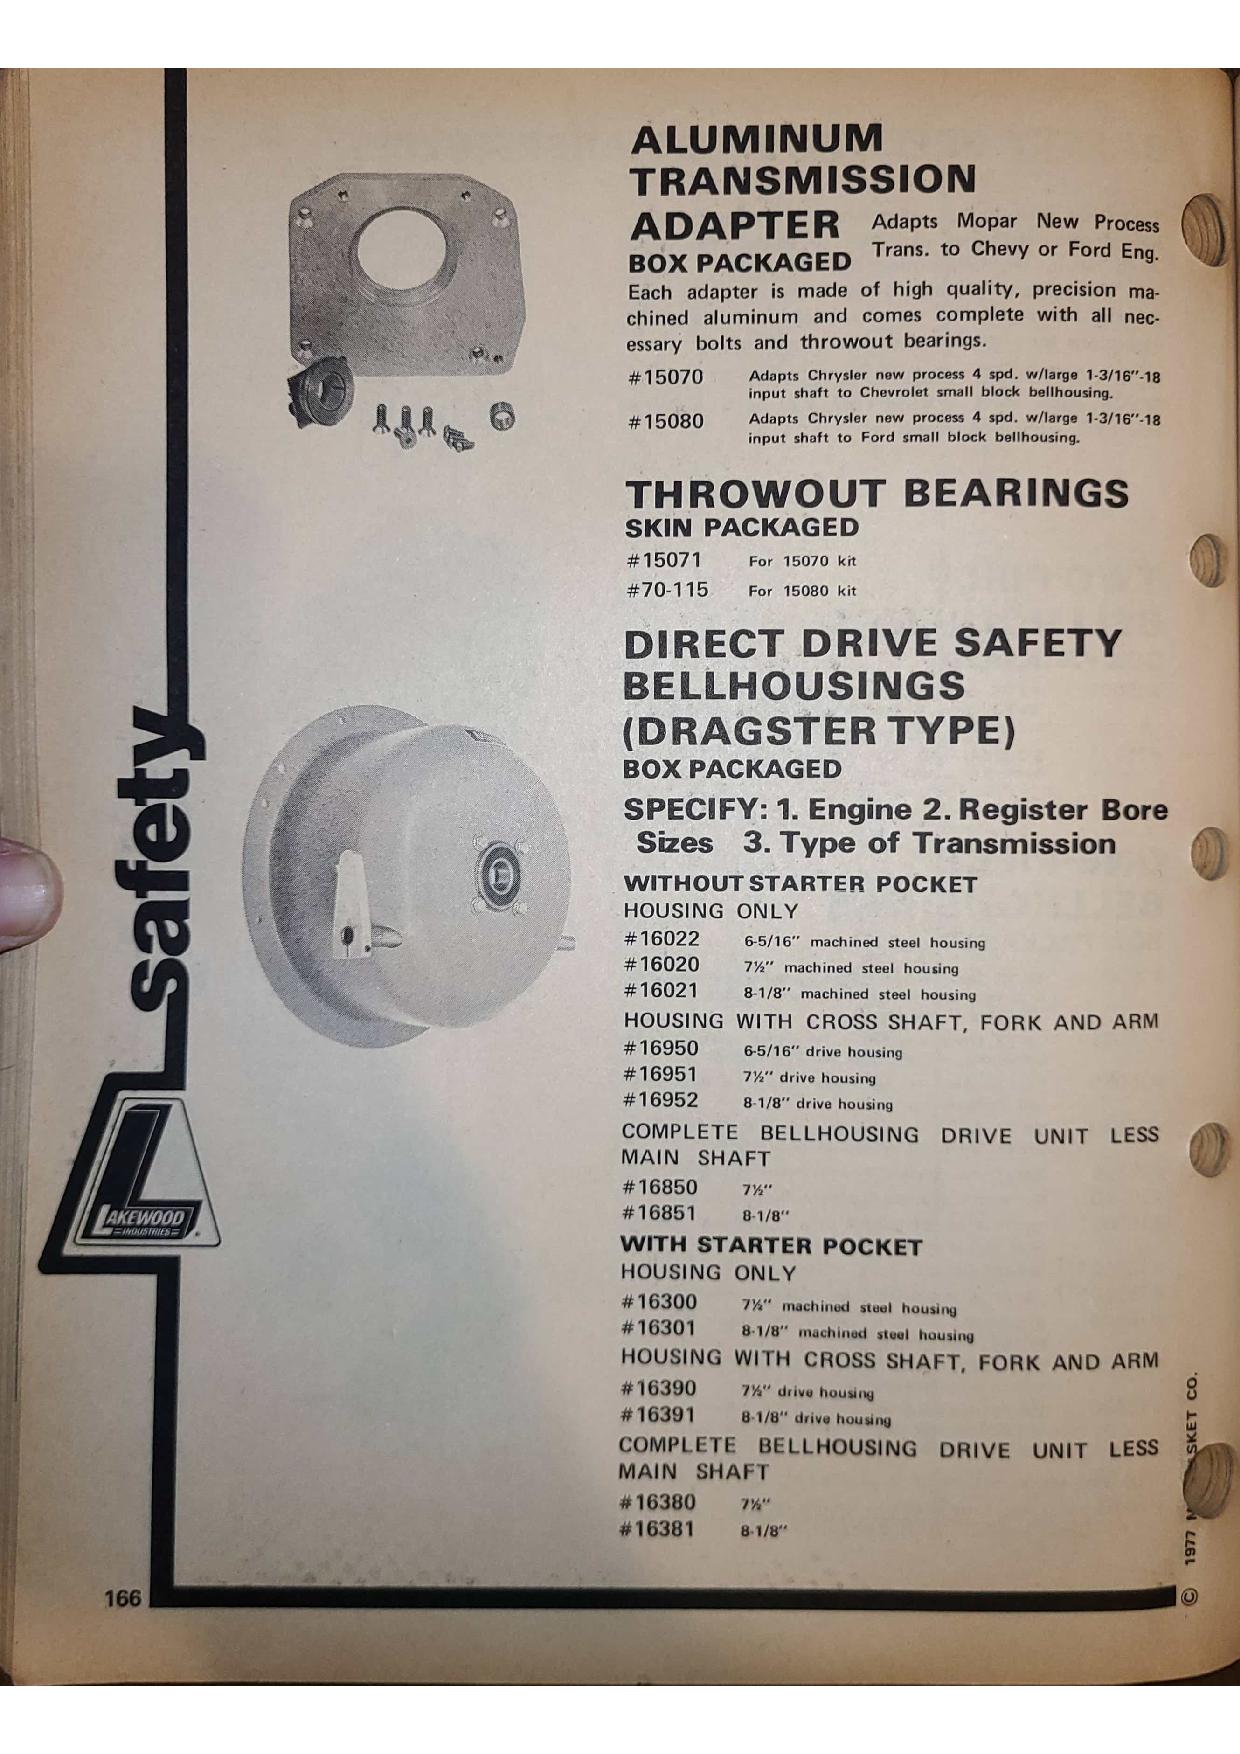 ALUMINUM
TRANSMISSION
ADAPTER
BOX PACKAGED
Adapts Mopar New Process
Trans. to Chevy or Ford Eng.
Each adapter is made of high quality, precision ma-
chined aluminum and comes complete with all nec-
essary bolts and throwout bearings.
#15070 Adapts Chrysler new process 4 spd. w/large 1-3/16"-18
input shaft to Chevrolet small block bellhousing.
#15080 Adapts Chrysler new process 4 spd. w/large 1-3/16"-18
input shaft to Ford small block bellhousing.
THROWOUT BEARINGS
SKIN PACKAGED
#15071 For 15070 kit
#70-115 For 15080 kit
DIRECT DRIVE SAFETY
BELLHOUSINGS
(DRAGSTER TYPE)
BOX PACKAGED
SPECIFY: 1. Engine 2. Register Bore
Sizes 3. Type of Transmission
WITHOUT STARTER POCKET
HOUSING ONLY
#16022 6-5/16" machined steel housing
#16020 7½" machined steel housing
#16021 8-1/8" machined steel housing
HOUSING WITH CROSS SHAFT, FORK AND ARM
#16950 6-5/16" drive housing
#16951 7½" drive housing
#16952 8-1/8" drive housing
COMPLETE BELLHOUSING DRIVE UNIT LESS
MAIN SHAFT
#16850 7½"
#16851 8-1/8"
WITH STARTER POCKET
HOUSING ONLY
#16300 7½" machined steel housing
#16301 8-1/8" machined steel housing
HOUSING WITH CROSS SHAFT, FORK AND ARM
#16390 7½" drive housing
#16391 8-1/8" drive housing
COMPLETE BELLHOUSING DRIVE UNIT LESS
MAIN SHAFT
#16380 7½"
#16381 8-1/8"
safety
LAKEWOOD
INDUSTRIES
166
© 1977 CO.